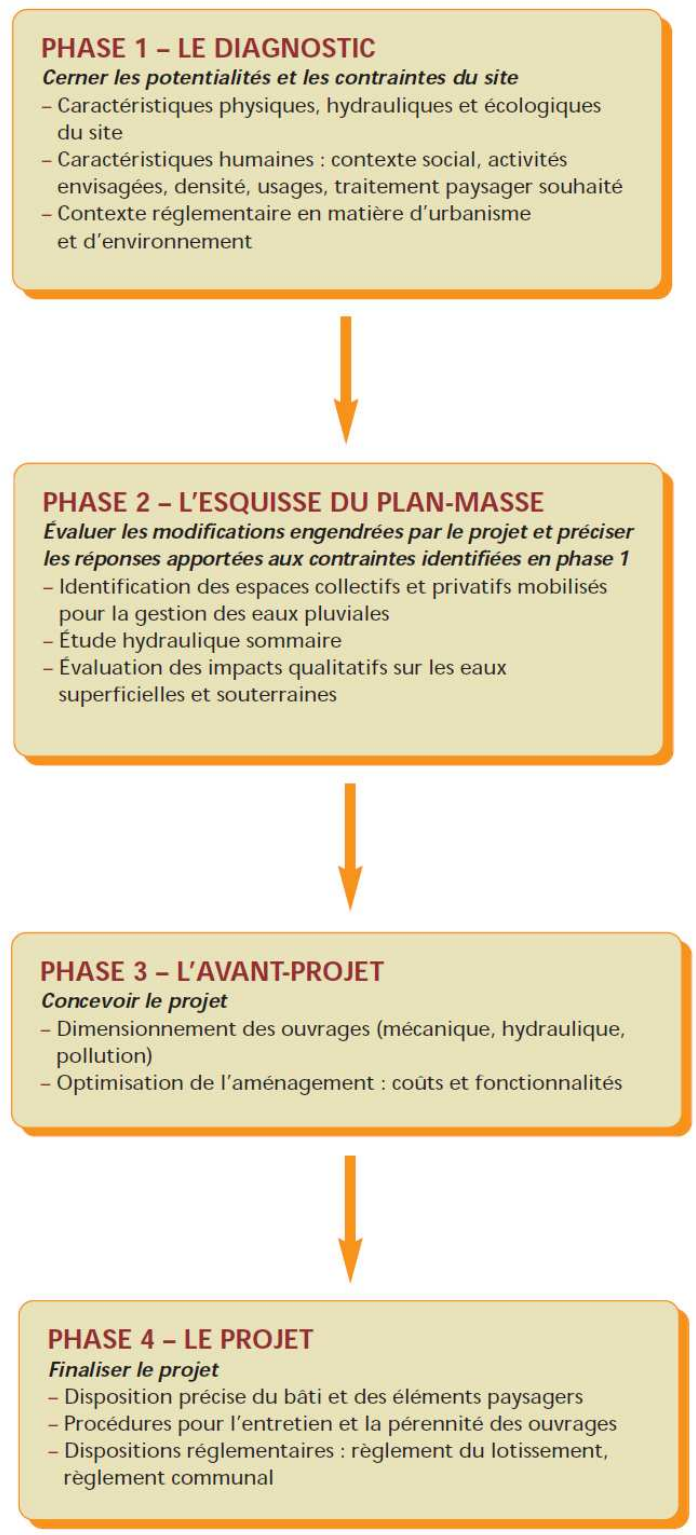 PHASE 1 – LE DIAGNOSTIC
Cerner les potentialités et les contraintes du site
– Caractéristiques physiques, hydrauliques et écologiques
du site
– Caractéristiques humaines : contexte social, activités
envisagées, densité, usages, traitement paysager souhaité
– Contexte réglementaire en matière d’urbanisme
et d’environnement
PHASE 2 – L’ESQUISSE DU PLAN-MASSE
Évaluer les modifications engendrées par le projet et préciser
les réponses apportées aux contraintes identifiées en phase 1
– Identification des espaces collectifs et privatifs mobilisés
pour la gestion des eaux pluviales
– Étude hydraulique sommaire
– Évaluation des impacts qualitatifs sur les eaux
superficielles et souterraines
PHASE 3 – L’AVANT-PROJET
Concevoir le projet
– Dimensionnement des ouvrages (mécanique, hydraulique,
pollution)
– Optimisation de l’aménagement : coûts et fonctionnalités
PHASE 4 – LE PROJET
Finaliser le projet
– Disposition précise du bâti et des éléments paysagers
– Procédures pour l’entretien et la pérennité des ouvrages
– Dispositions réglementaires : règlement du lotissement,
règlement communal